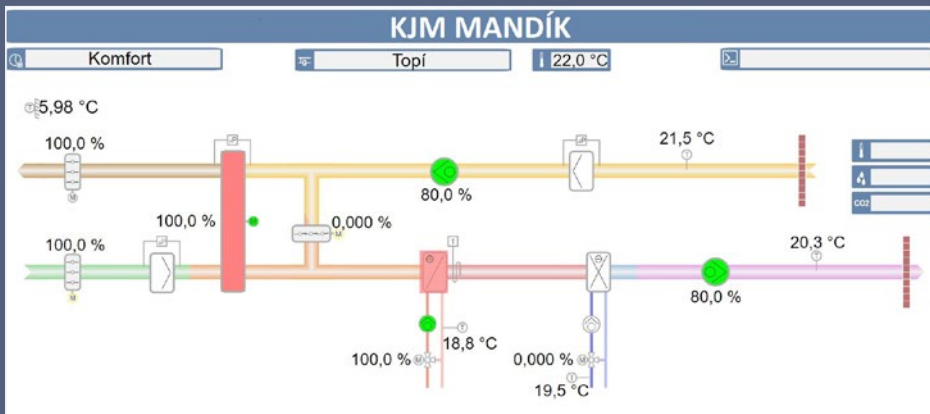 KJM MANDÍK
Komfort
Topí
22,0 °C
5,98 °C
100,0 %
21,5 °C
80,0 %
100,0 %
0,000 %
CO2
100,0 %
20,3 °C
80,0 %
18,8 °C
100,0 %
0,000 %
19,5 °C
M
M
M
M
M
M
T
T
T
T
T
T